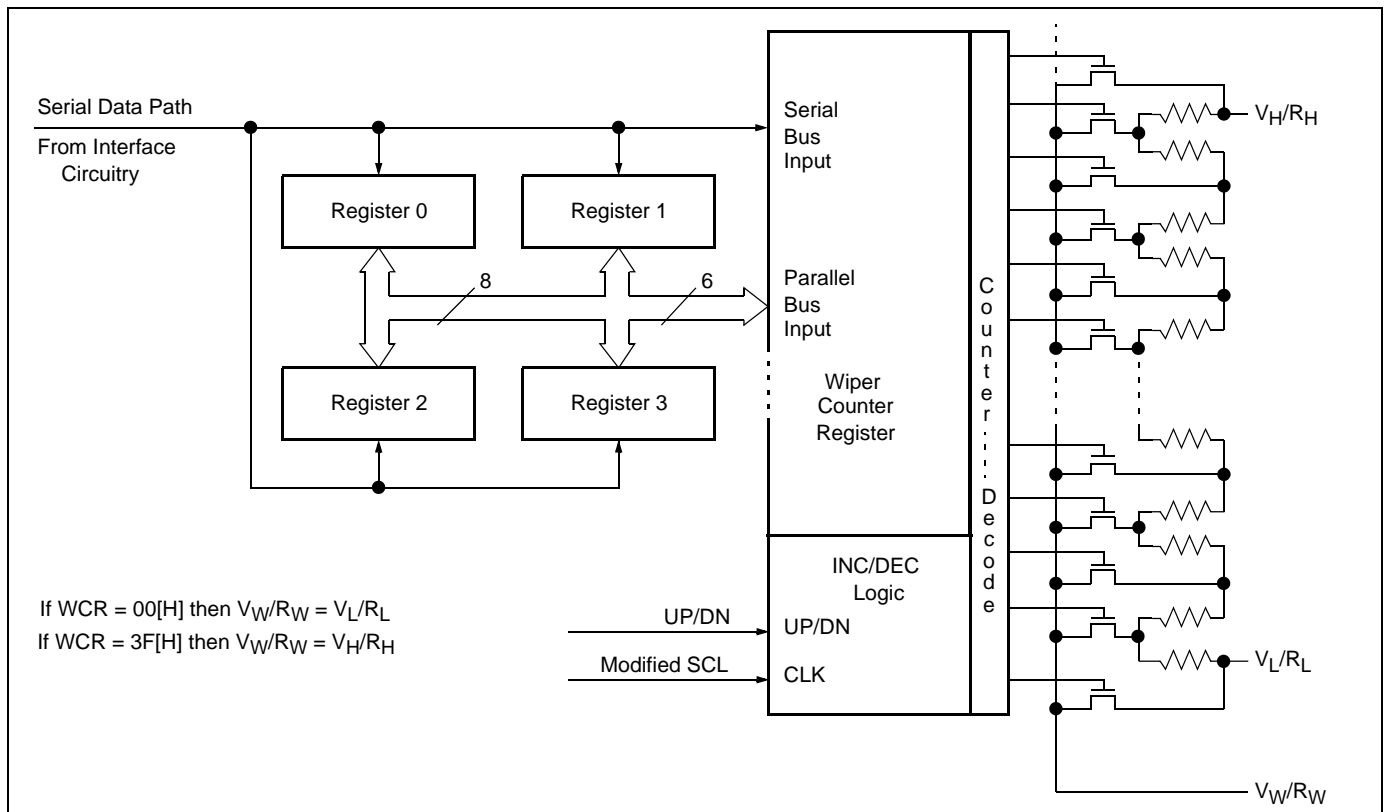 Serial Data Path
From Interface
Circuitry
Register 0
Register 1
8
6
Register 2
Register 3
Serial
Bus
Input
Parallel
Bus
Input
Wiper
Counter
Register
INC/DEC
Logic
UP/DN
UP/DN
Modified SCL
CLK
Counter
Decode
If WCR = 00[H] then VW/RW = VL/RL
If WCR = 3F[H] then VW/RW = VH/RH
VH/RH
VL/RL
VW/RW